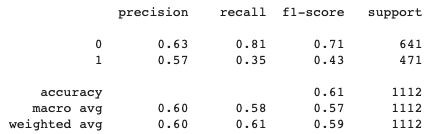 precision recall f1-score support
0 0.63 0.81 0.71 641
1 0.57 0.35 0.43 471
accuracy 0.61 1112
macro avg 0.60 0.58 0.57 1112
weighted avg 0.60 0.61 0.59 1112